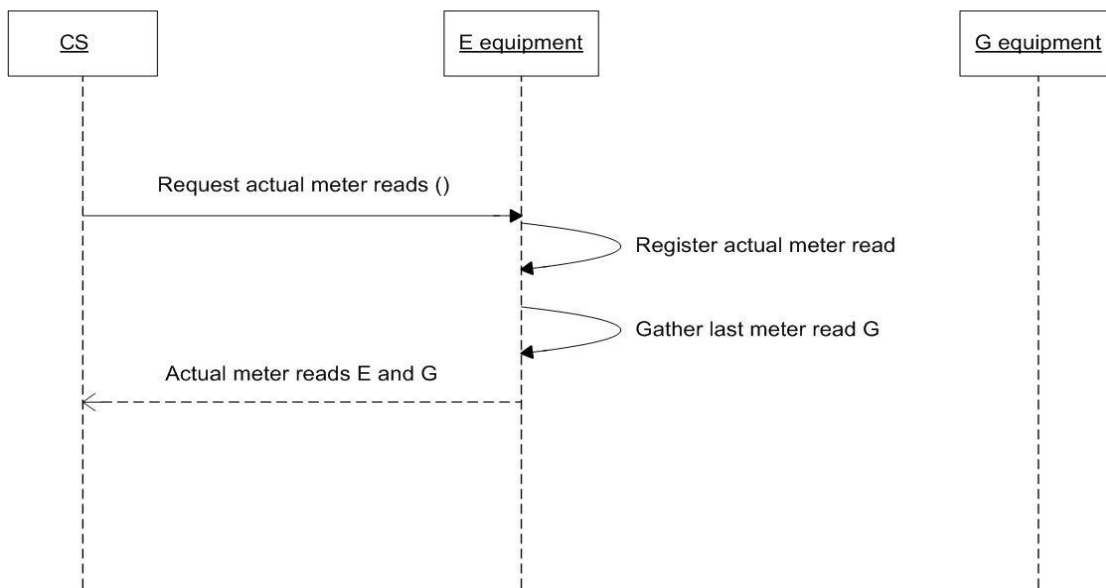 CS
E equipment
G equipment
Request actual meter reads ()
Register actual meter read
Gather last meter read G
Actual meter reads E and G